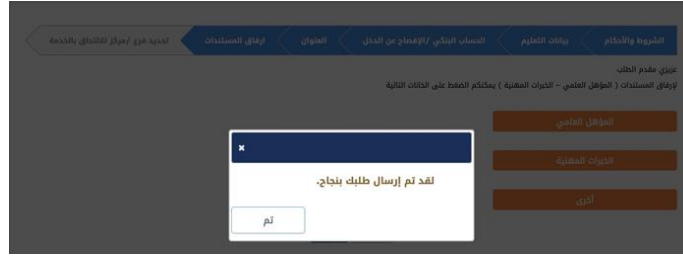 الشروط والأحكام
بيانات التعليم
الحساب البنكي /الإفصاح عن الدخل
العنوان
ارفاق المستندات
تحديد فرع /مركز للالتحاق بالخدمة
عزيزي مقدم الطلب
لإرفاق المستندات ( المؤهل العلمي – الخبرات المهنية ) يمكنكم الضغط على الخانات التالية
المؤهل العلمي
الخبرات المهنية
أخرى
×
لقد تم إرسال طلبك بنجاح.
تم